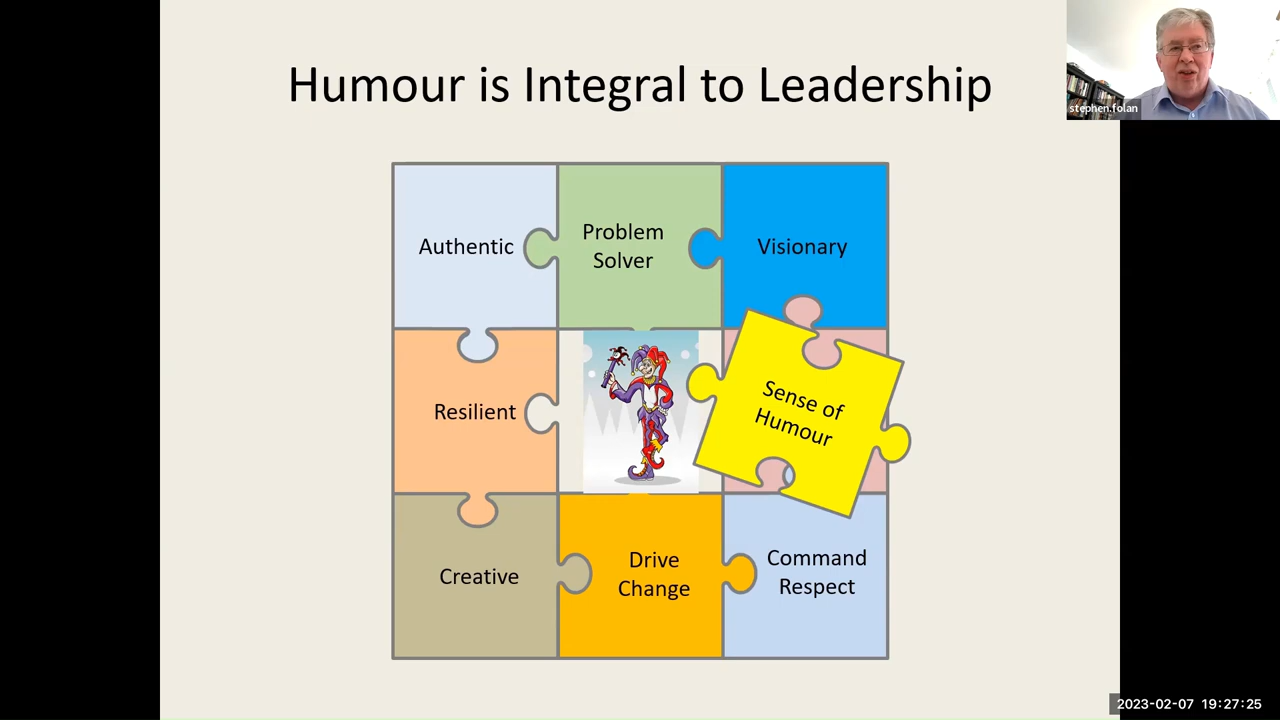 Humour is Integral to Leadership
stephen.folan
Authentic
Problem
Solver
Visionary
Resilient
Sense of
Humour
Creative
Drive
Change
Command
Respect
2023-02-07 19:27:25